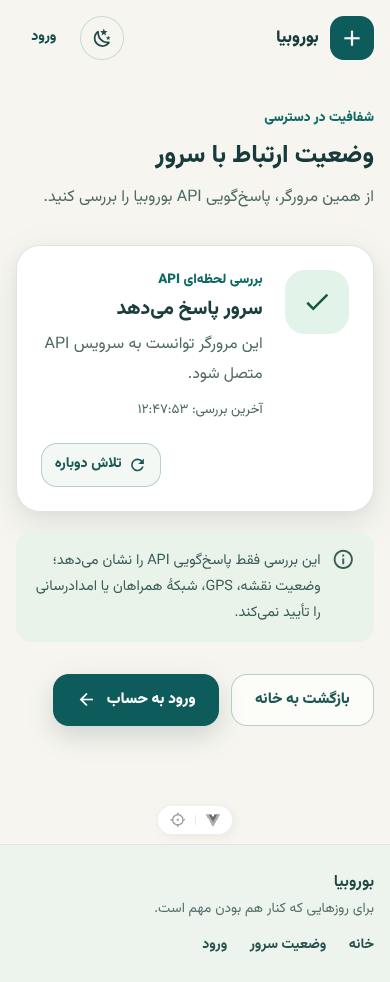 بوروبیا
ورود
شفافیت در دسترسی
وضعیت ارتباط با سرور
از همین مرورگر، پاسخ‌گویی API بوروبیا را بررسی کنید.
بررسی لحظه‌ای API
سرور پاسخ می‌دهد
این مرورگر توانست به سرویس API
متصل شود.
آخرین بررسی: ۱۲:۴۷:۵۳
تلاش دوباره
این بررسی فقط پاسخ‌گویی API را نشان می‌دهد؛
وضعیت نقشه، GPS، شبکهٔ همراهان یا امدادرسانی
را تأیید نمی‌کند.
بازگشت به خانه
ورود به حساب
بوروبیا
برای روزهایی که کنار هم بودن مهم است.
خانه وضعیت سرور ورود